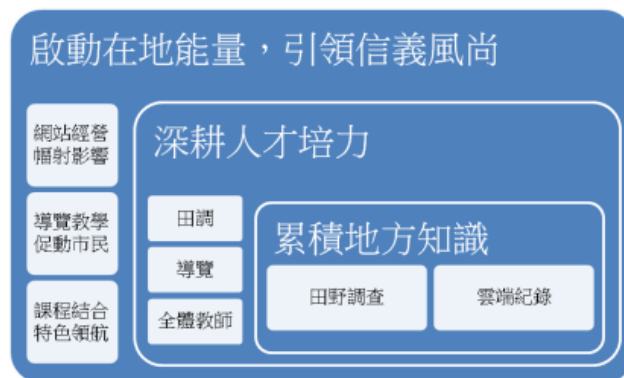 啟動在地能量，引領信義風尚
網站經營
幅射影響
導覽教學
促動市民
課程結合
特色領航
深耕人才培力
田調
導覽
全體教師
累積地方知識
田野調查
雲端紀錄